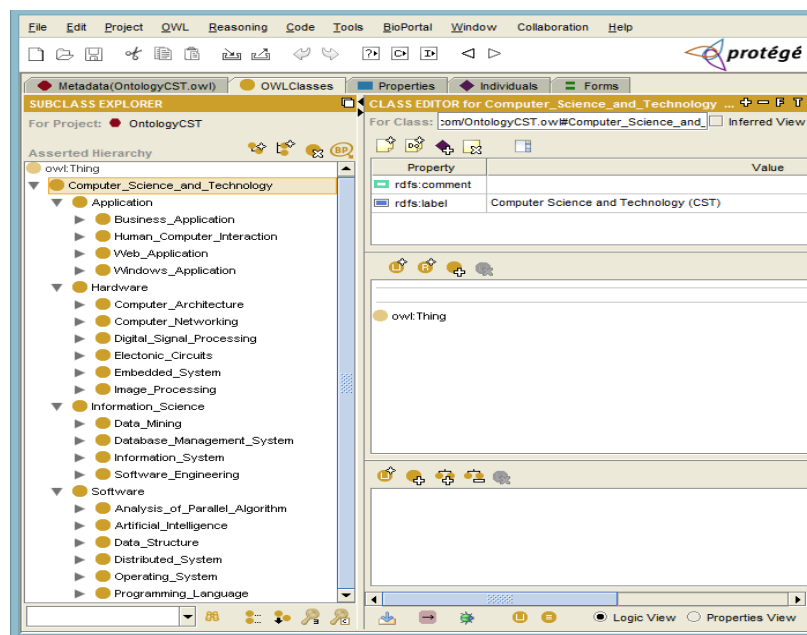 File Edit Project OWL Reasoning Code Tools BioPortal Window Collaboration Help
protégé
Metadata(OntologyCST.owl) OWLClasses Properties Individuals Forms
SUBCLASS EXPLORER
For Project: OntologyCST
Asserted Hierarchy
BP
owl:Thing
Computer_Science_and_Technology
Application
Business_Application
Human_Computer_Interaction
Web_Application
Windows_Application
Hardware
Computer_Architecture
Computer_Networking
Digital_Signal_Processing
Electonic_Circuits
Embedded_System
Image_Processing
Information_Science
Data_Mining
Database_Management_System
Information_System
Software_Engineering
Software
Analysis_of_Parallel_Algorithm
Artificial_Intelligence
Data_Structure
Distributed_System
Operating_System
Programming_Language
CLASS EDITOR for Computer_Science_and_Technology ...
For Class: com/OntologyCST.owl#Computer_Science_and_ Inferred View
Property Value
rdfs:comment
rdfs:label Computer Science and Technology (CST)
owl:Thing
Logic View Properties View